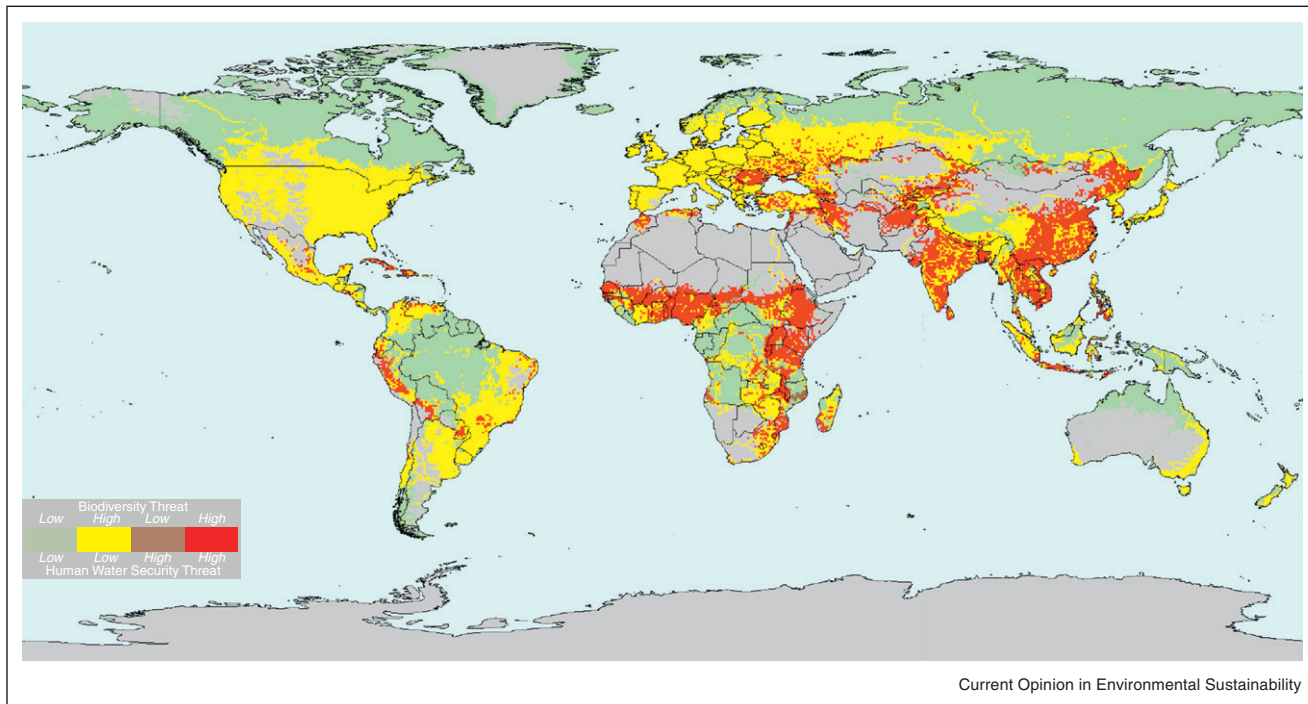 Biodiversity Threat
Low High Low High
Low Low High High
Human Water Security Threat
Current Opinion in Environmental Sustainability